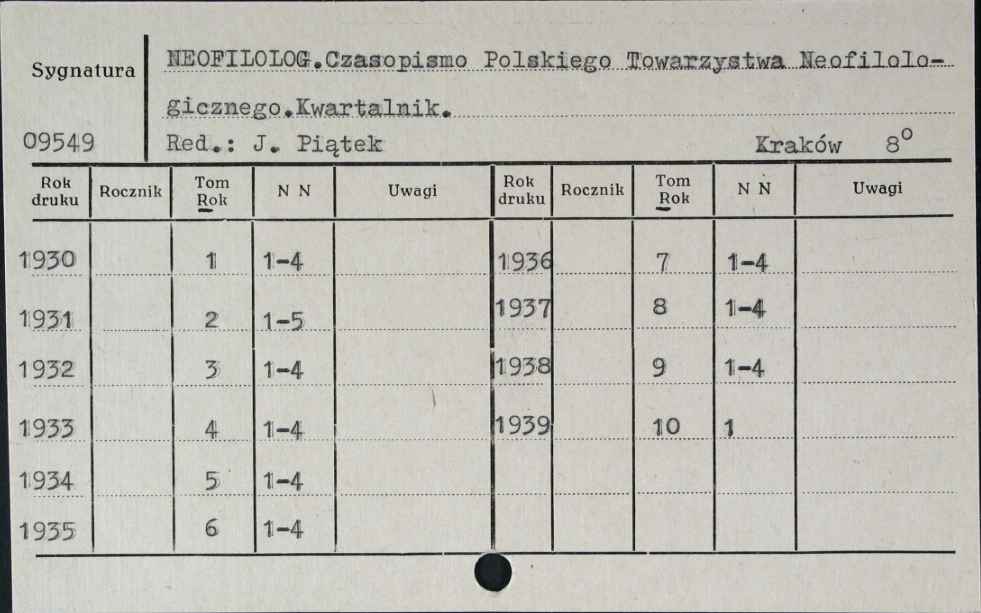 NEOFILOLOG.Czasopismo Polskiego Towarzystwa Neofilolo-
Sygnatura
gicznego.Kwartalnik.
09549 Red.: J. Piątek Kraków 8°
Rok druku Rocznik Tom Rok N N Uwagi Rok druku Rocznik Tom Rok N N Uwagi
1930 1 1-4 1936 7 1-4
1931 2 1-5 1937 8 1-4
1932 3 1-4 1938 9 1-4
1933 4 1-4 1939 10 1
1934 5 1-4
1935 6 1-4